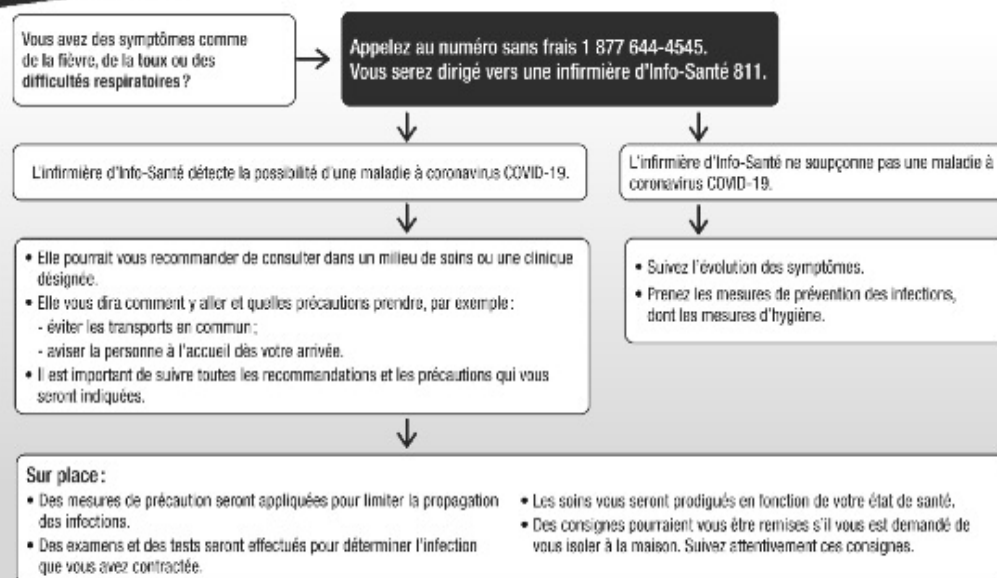 Vous avez des symptômes comme
de la fièvre, de la toux ou des
difficultés respiratoires ?
Appelez au numéro sans frais 1 877 644-4545.
Vous serez dirigé vers une infirmière d'Info-Santé 811.
L'infirmière d'Info-Santé détecte la possibilité d'une maladie à coronavirus COVID-19.
L'infirmière d'Info-Santé ne soupçonne pas une maladie à
coronavirus COVID-19.
• Elle pourrait vous recommander de consulter dans un milieu de soins ou une clinique
désignée.
• Elle vous dira comment y aller et quelles précautions prendre, par exemple :
- éviter les transports en commun ;
- aviser la personne à l'accueil dès votre arrivée.
• Il est important de suivre toutes les recommandations et les précautions qui vous
seront indiquées.
• Suivez l'évolution des symptômes.
• Prenez les mesures de prévention des infections,
dont les mesures d'hygiène.
Sur place :
• Des mesures de précaution seront appliquées pour limiter la propagation
des infections.
• Des examens et des tests seront effectués pour déterminer l'infection
que vous avez contractée.
• Les soins vous seront prodigués en fonction de votre état de santé.
• Des consignes pourraient vous être remises s'il vous est demandé de
vous isoler à la maison. Suivez attentivement ces consignes.